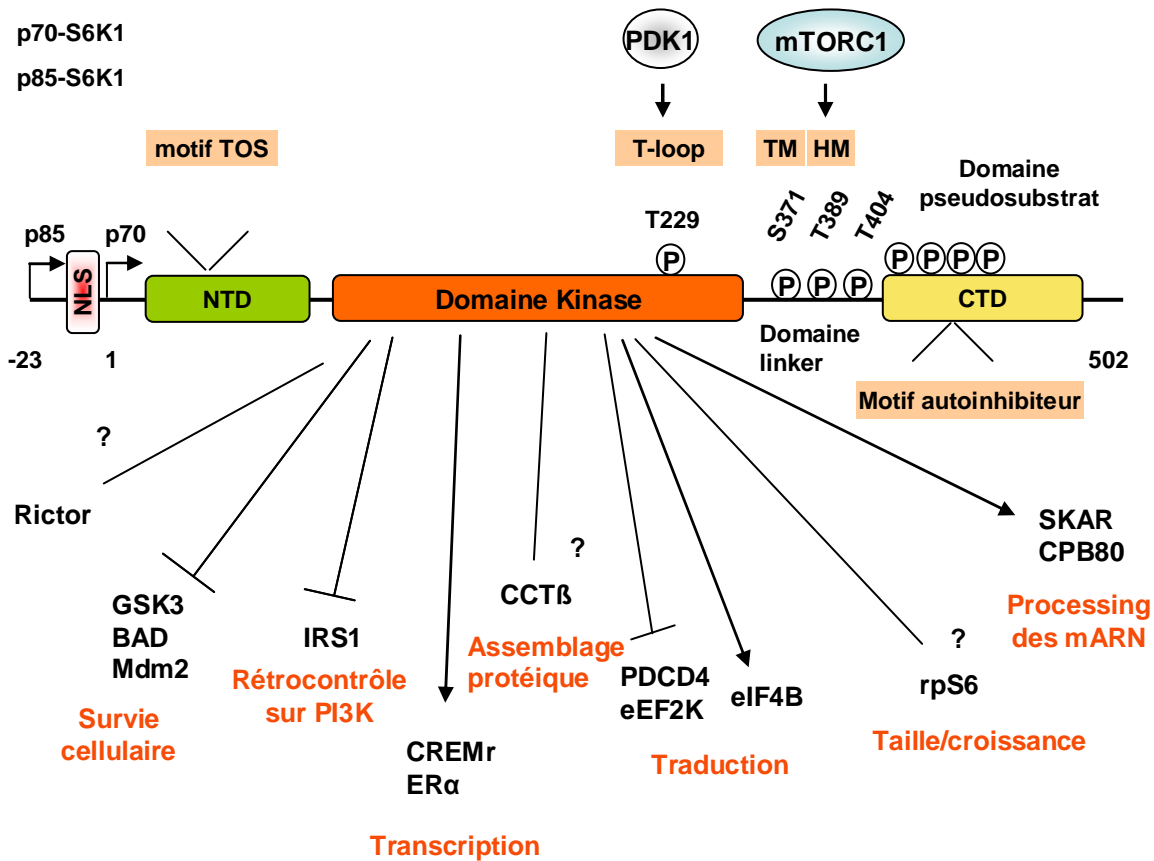 p70-S6K1
p85-S6K1
PDK1
mTORC1
motif TOS
T-loop
TM
HM
Domaine
pseudosubstrat
S371
T389
T404
T229
p85
p70
P
P
P
P
P
P
P
P
NLS
NTD
Domaine Kinase
CTD
Domaine
linker
-23
1
502
Motif autoinhibiteur
?
Rictor
SKAR
CPB80
?
CCTß
GSK3
BAD
Mdm2
IRS1
Processing
des mARN
Assemblage
protéique
?
Rétrocontrôle
sur PI3K
PDCD4
eEF2K
eIF4B
rpS6
Survie
cellulaire
Taille/croissance
CREMr
ERα
Traduction
Transcription